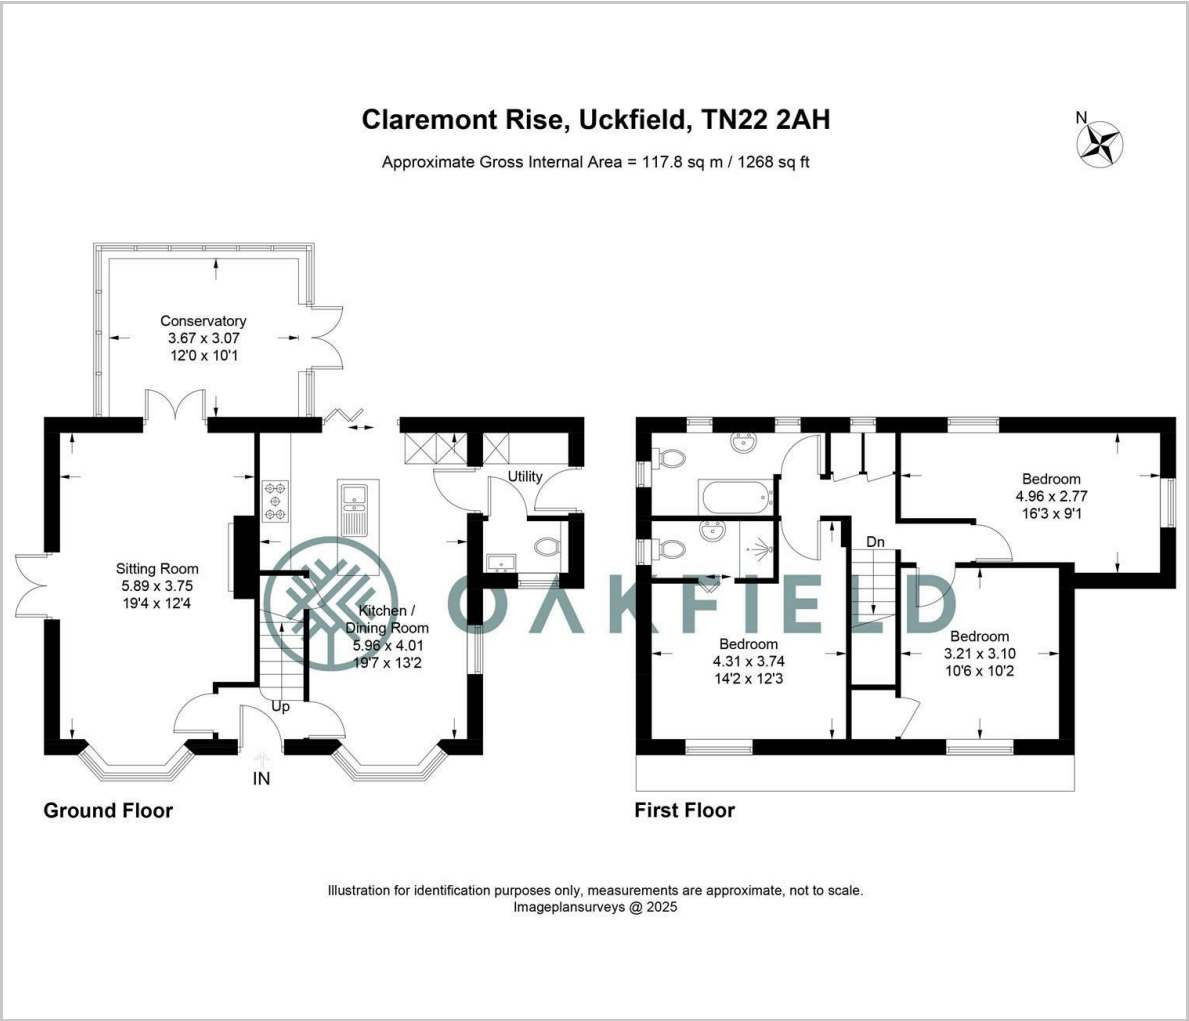 Claremont Rise, Uckfield, TN22 2AH
Approximate Gross Internal Area = 117.8 sq m / 1268 sq ft
N
Conservatory
3.67 x 3.07
12'0 x 10'1
Utility
Sitting Room
5.89 x 3.75
19'4 x 12'4
Kitchen /
Dining Room
5.96 x 4.01
19'7 x 13'2
Up
IN
Ground Floor
Bedroom
4.96 x 2.77
16'3 x 9'1
Dn
Bedroom
4.31 x 3.74
14'2 x 12'3
Bedroom
3.21 x 3.10
10'6 x 10'2
First Floor
OAKFIELD
Illustration for identification purposes only, measurements are approximate, not to scale.
Imageplansurveys @ 2025